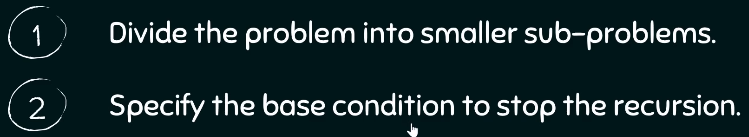 1 Divide the problem into smaller sub-problems.
2 Specify the base condition to stop the recursion.